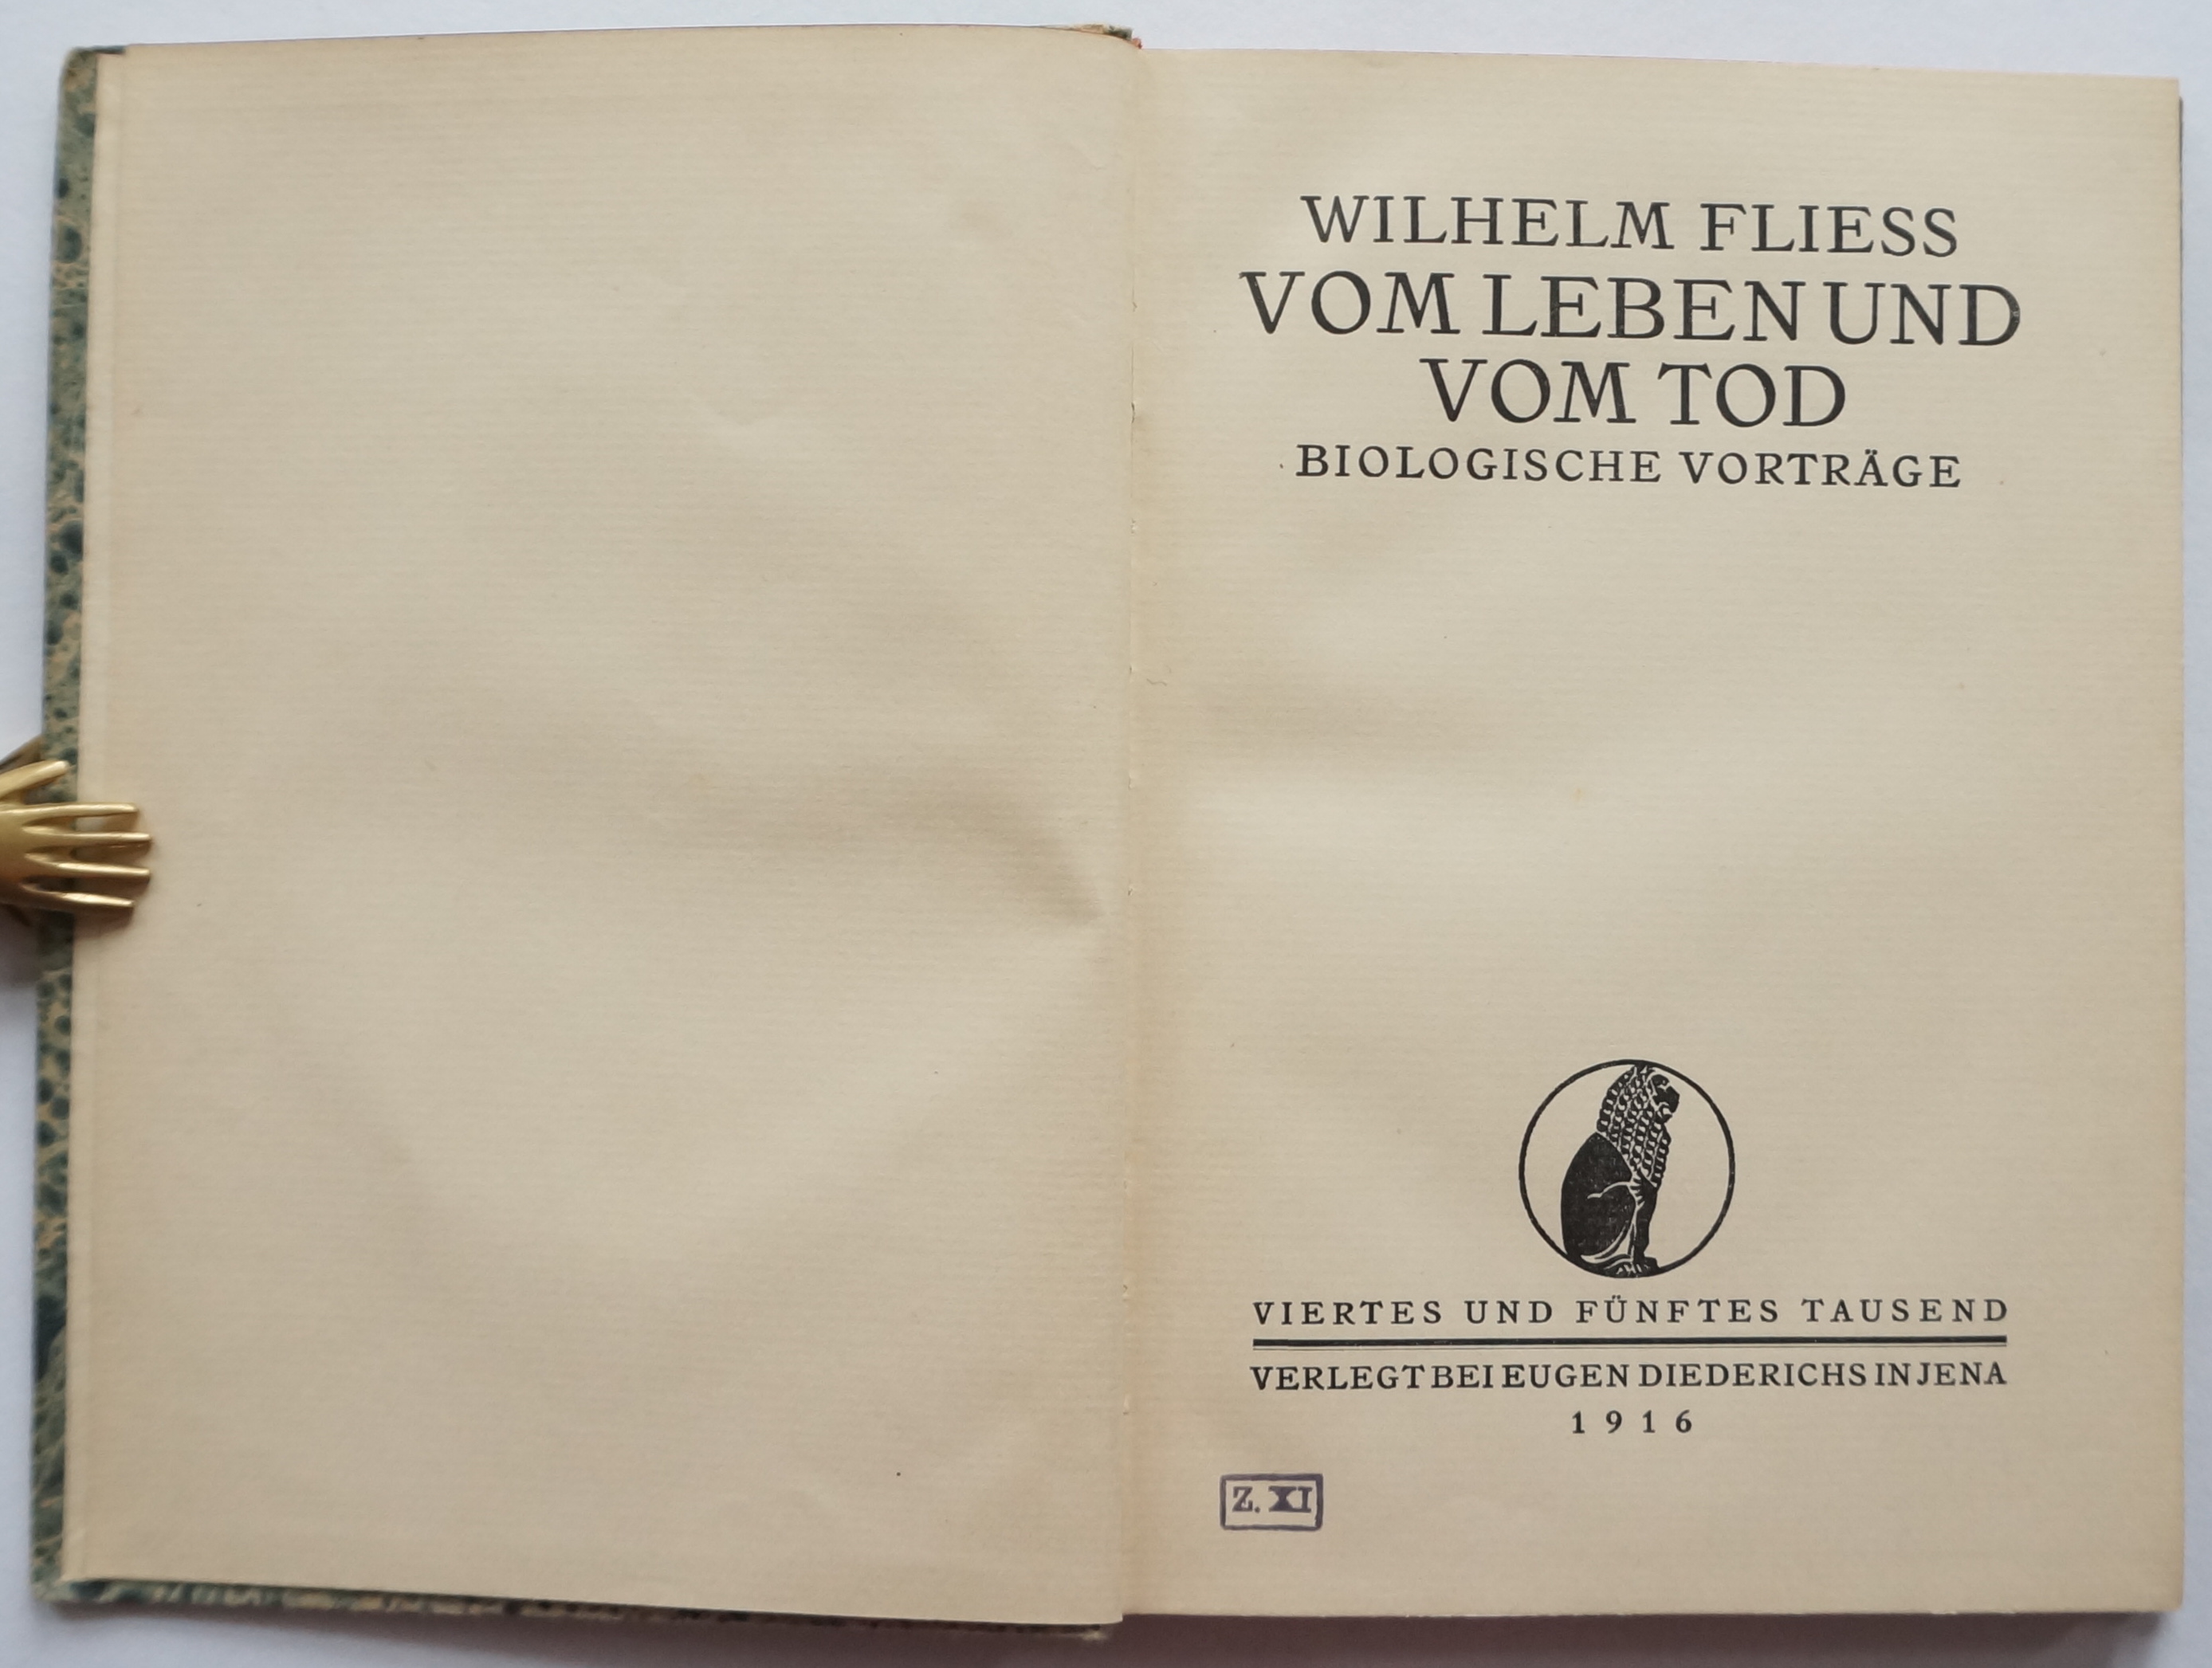 WILHELM FLIESS
VOM LEBEN UND
VOM TOD
BIOLOGISCHE VORTRÄGE
VIERTES UND FÜNFTES TAUSEND
VERLEGT BEI EUGEN DIEDERICHS IN JENA
1916
Z. XI